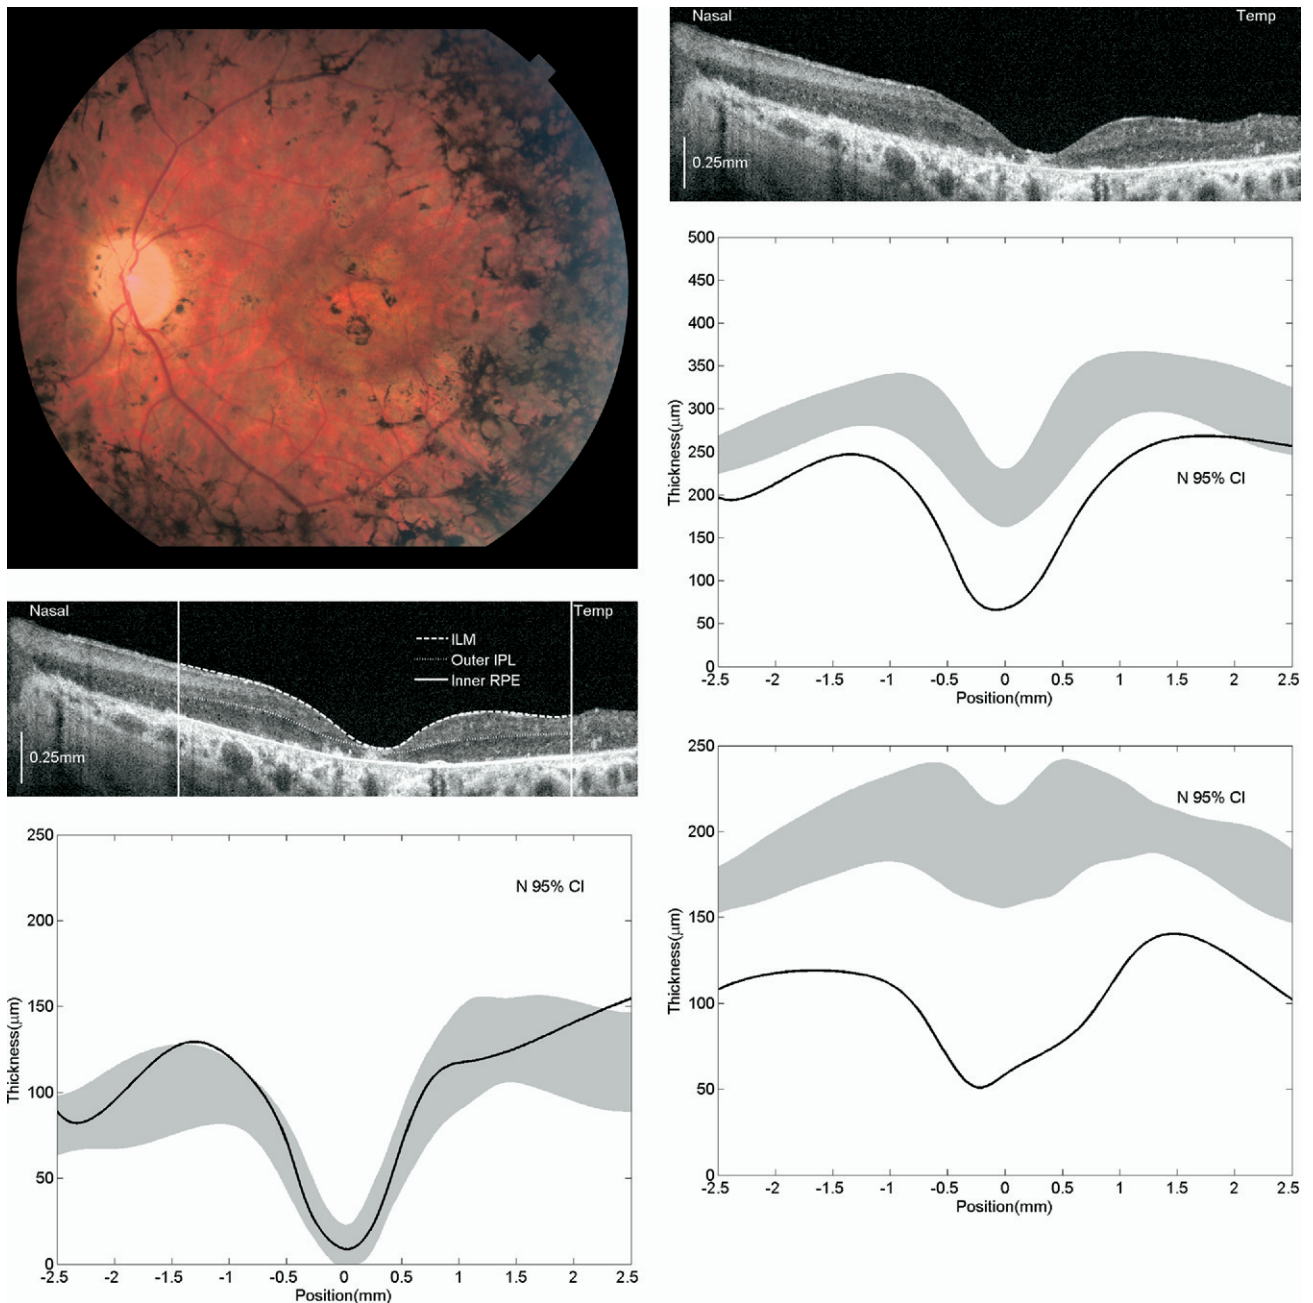 Nasal Temp
0.25mm
500
450
400
350
300
250
200
150
100
50
0
Thickness(μm)
N 95% CI
-2.5 -2 -1.5 -1 -0.5 0 0.5 1 1.5 2 2.5
Position(mm)
Nasal Temp
ILM
Outer IPL
Inner RPE
0.25mm
250
200
150
100
50
0
Thickness(μm)
N 95% CI
-2.5 -2 -1.5 -1 -0.5 0 0.5 1 1.5 2 2.5
Position(mm)
250
200
150
100
50
0
Thickness(μm)
N 95% CI
-2.5 -2 -1.5 -1 -0.5 0 0.5 1 1.5 2 2.5
Position(mm)